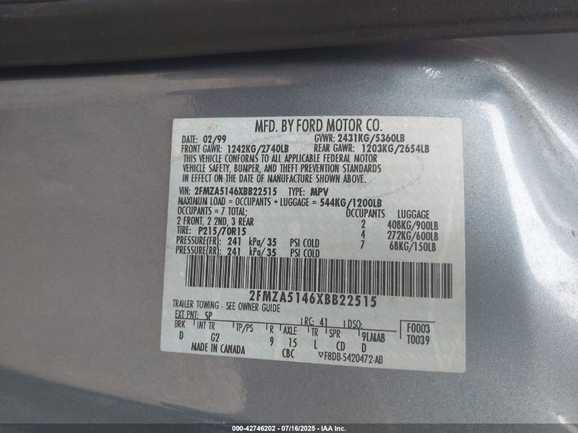 MFD. BY FORD MOTOR CO.
DATE: 02/99 GVWR: 2431KG/5360LB
FRONT GAWR: 1242KG/2740LB REAR GAWR: 1203KG/2654LB
THIS VEHICLE CONFORMS TO ALL APPLICABLE FEDERAL MOTOR
VEHICLE SAFETY, BUMPER, AND THEFT PREVENTION STANDARDS
IN EFFECT ON THE DATE OF MANUFACTURE SHOWN ABOVE.
VIN: 2FMZA5146XBB22515 TYPE: MPV
MAXIMUM LOAD = OCCUPANTS + LUGGAGE = 544KG/1200LB
OCCUPANTS = 7 TOTAL; OCCUPANTS LUGGAGE
2 FRONT, 2 2ND, 3 REAR 2 408KG/900LB
TIRE: P215/70R15 4 272KG/600LB
PRESSURE(FR) 241 kPa/35 PSI COLD 7 68KG/150LB
PRESSURE(RR) 241 kPa/35 PSI COLD
2FMZA5146XBB22515
TRAILER TOWING - SEE OWNER GUIDE
EXT PNT: SP RC: 41 DSO: F0003
BRK INT TR TP/PS R AXLE TR SPR 9LMAB T0039
D G2 9 15 L CD D
MADE IN CANADA CBC F8DB-5420472-AB
000-42746202 - 07/16/2025 - IAA Inc.